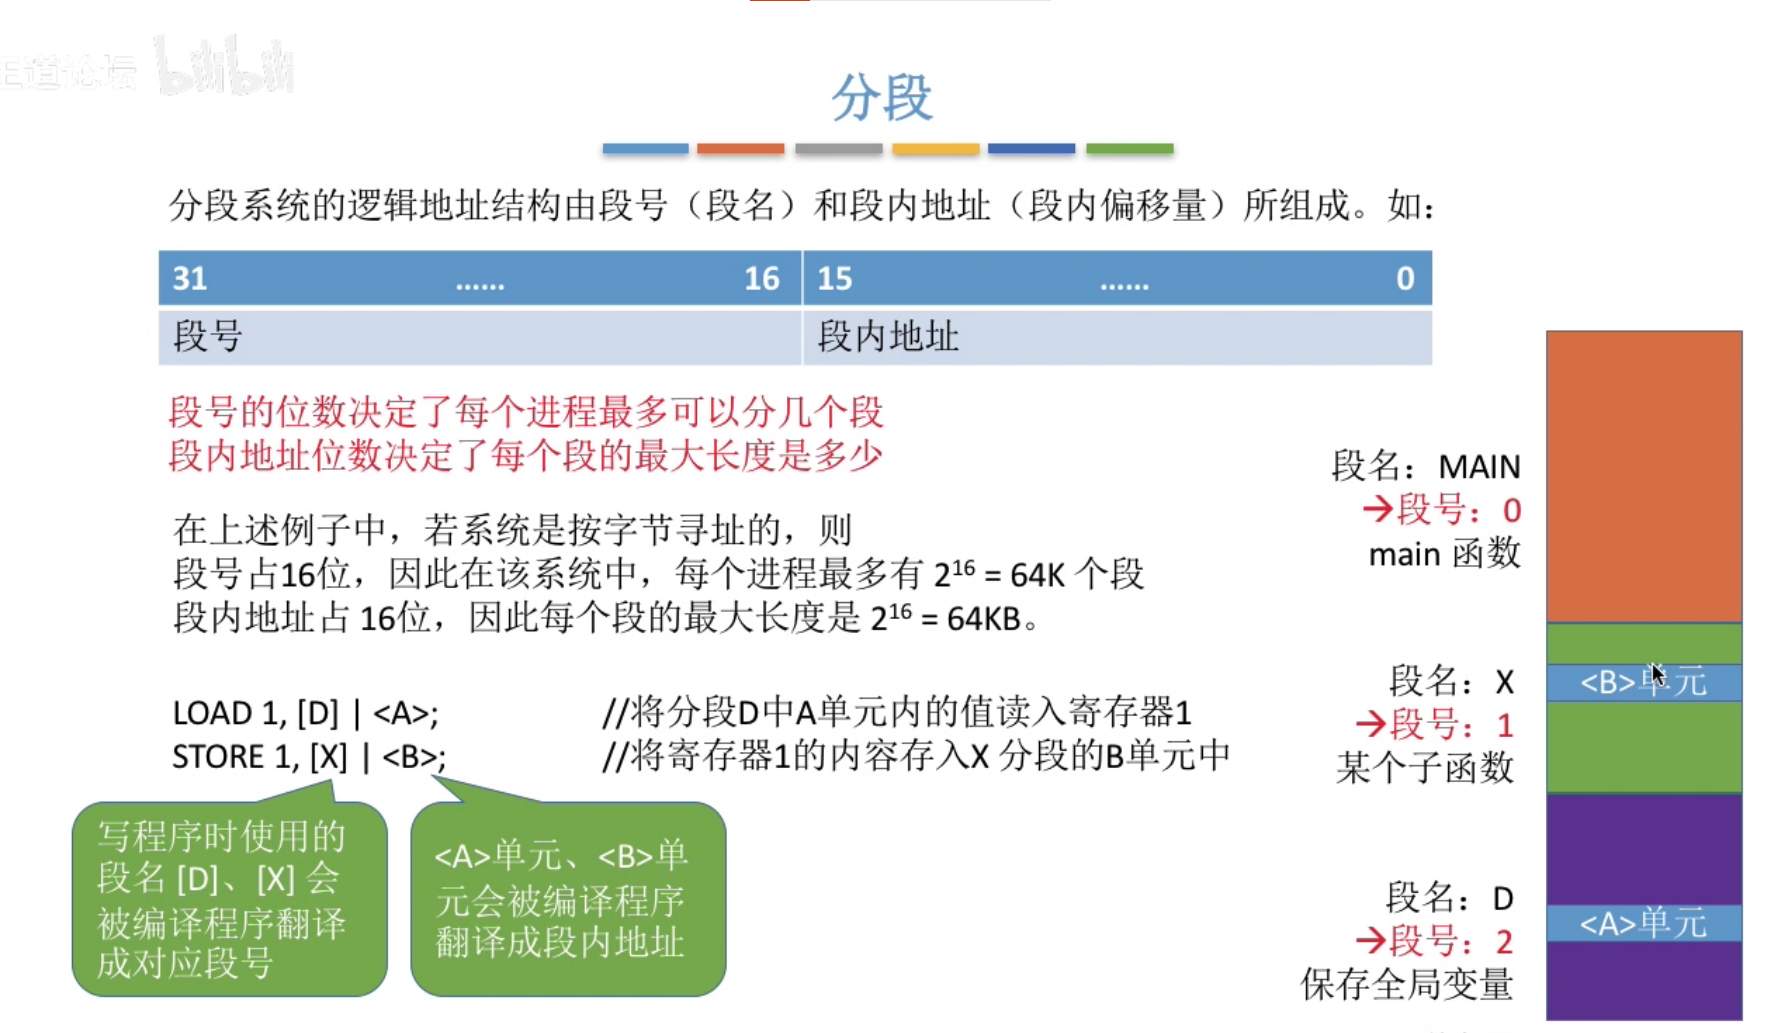 王道论坛 bilibili
分段
分段系统的逻辑地址结构由段号（段名）和段内地址（段内偏移量）所组成。如：
31 …… 16 15 …… 0
段号 段内地址
段号的位数决定了每个进程最多可以分几个段
段内地址位数决定了每个段的最大长度是多少
在上述例子中，若系统是按字节寻址的，则
段号占16位，因此在该系统中，每个进程最多有 2¹⁶ = 64K 个段
段内地址占 16位，因此每个段的最大长度是 2¹⁶ = 64KB。
LOAD 1, [D] | <A>; //将分段D中A单元内的值读入寄存器1
STORE 1, [X] | <B>; //将寄存器1的内容存入X 分段的B单元中
写程序时使用的
段名 [D]、[X] 会
被编译程序翻译
成对应段号
<A>单元、<B>单
元会被编译程序
翻译成段内地址
段名：MAIN
→段号：0
main 函数
段名：X
→段号：1
某个子函数
<B>单元
段名：D
→段号：2
保存全局变量
<A>单元